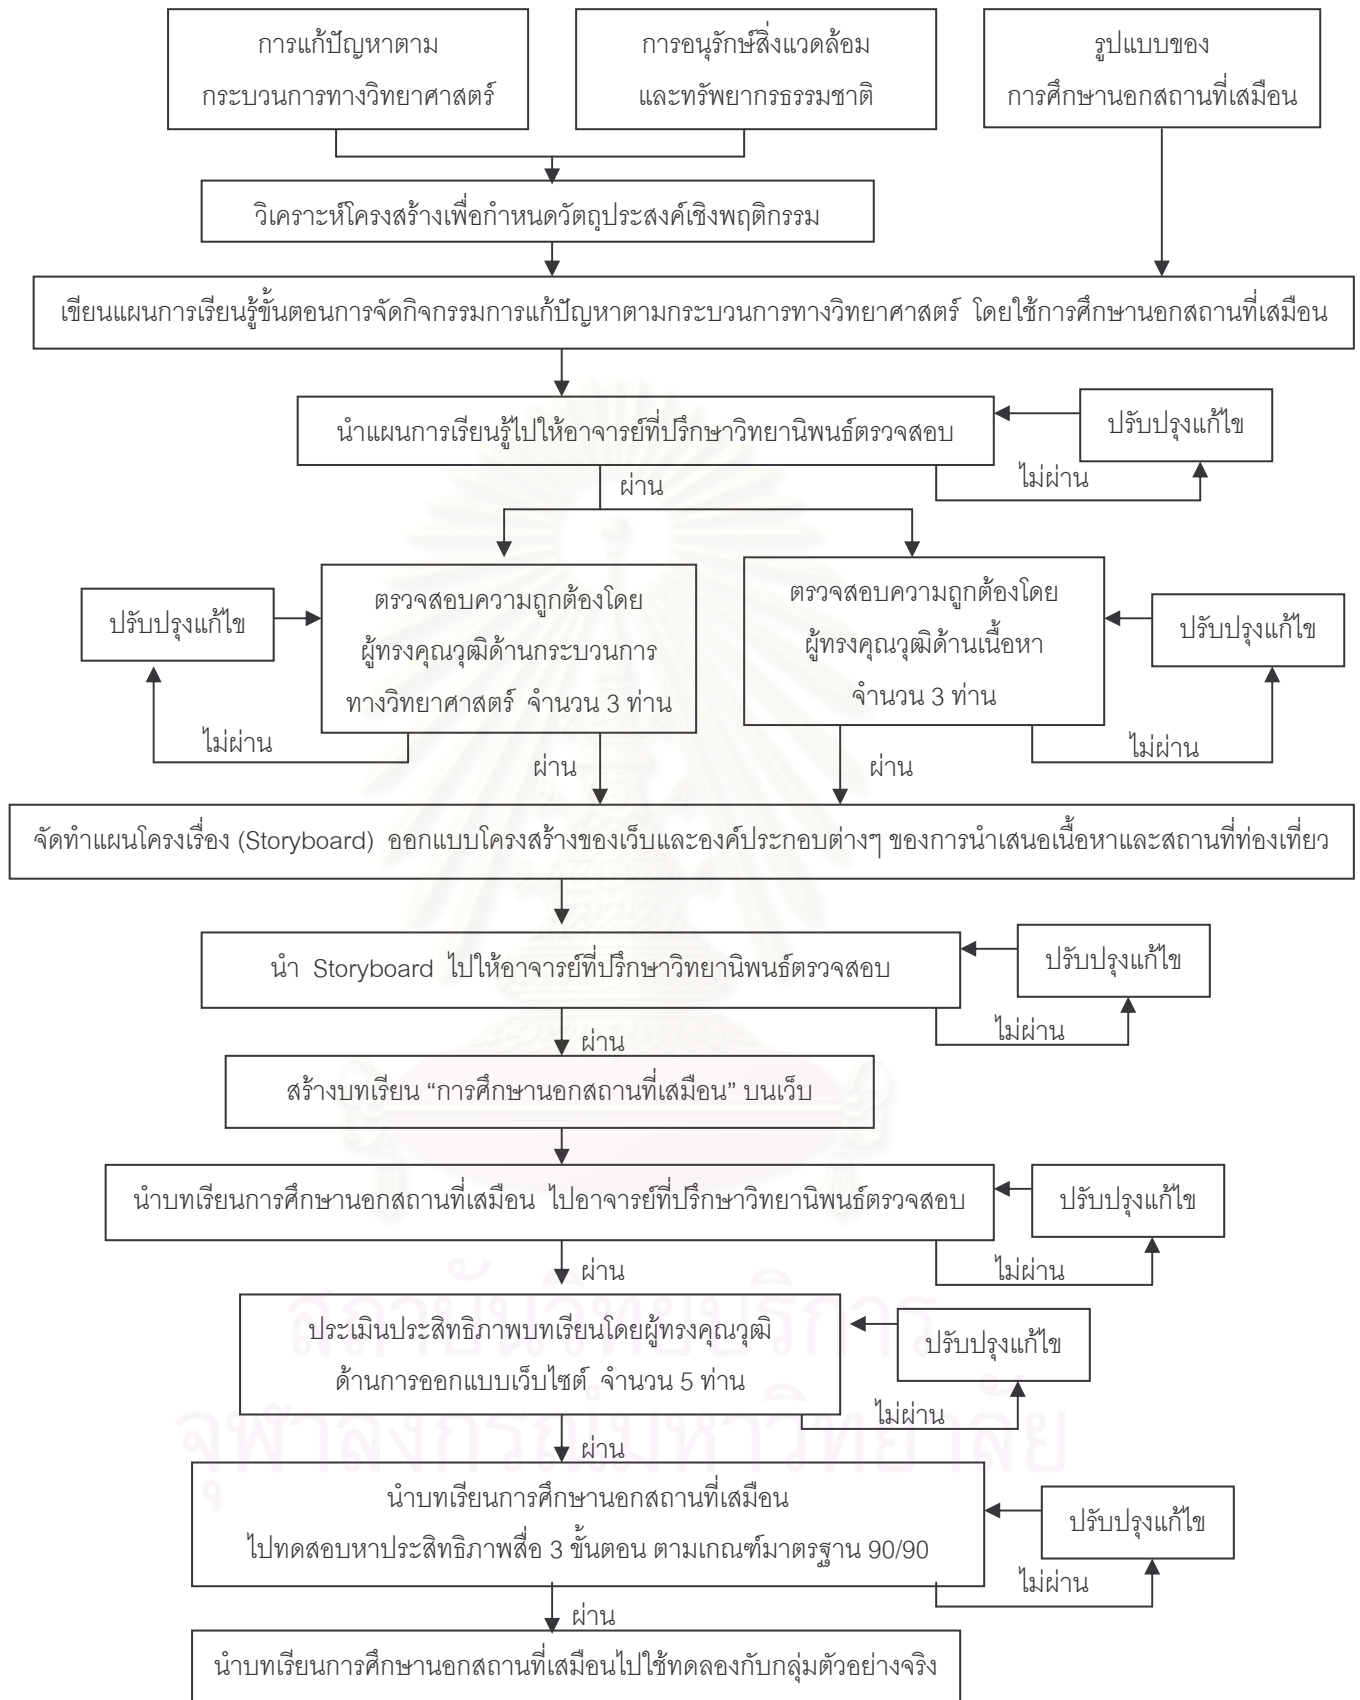 การแก้ปัญหาตาม
กระบวนการทางวิทยาศาสตร์
การอนุรักษ์สิ่งแวดล้อม
และทรัพยากรธรรมชาติ
รูปแบบของ
การศึกษานอกสถานที่เสมือน
วิเคราะห์โครงสร้างเพื่อกำหนดวัตถุประสงค์เชิงพฤติกรรม
เขียนแผนการเรียนรู้ขั้นตอนการจัดกิจกรรมการแก้ปัญหาตามกระบวนการทางวิทยาศาสตร์ โดยใช้การศึกษานอกสถานที่เสมือน
นำแผนการเรียนรู้ไปให้อาจารย์ที่ปรึกษาวิทยานิพนธ์ตรวจสอบ
ปรับปรุงแก้ไข
ไม่ผ่าน
ผ่าน
ปรับปรุงแก้ไข
ตรวจสอบความถูกต้องโดย
ผู้ทรงคุณวุฒิด้านกระบวนการ
ทางวิทยาศาสตร์ จำนวน 3 ท่าน
ตรวจสอบความถูกต้องโดย
ผู้ทรงคุณวุฒิด้านเนื้อหา
จำนวน 3 ท่าน
ปรับปรุงแก้ไข
ไม่ผ่าน
ผ่าน
ผ่าน
ไม่ผ่าน
จัดทำแผนโครงเรื่อง (Storyboard) ออกแบบโครงสร้างของเว็บและองค์ประกอบต่างๆ ของการนำเสนอเนื้อหาและสถานที่ท่องเที่ยว
นำ Storyboard ไปให้อาจารย์ที่ปรึกษาวิทยานิพนธ์ตรวจสอบ
ปรับปรุงแก้ไข
ไม่ผ่าน
ผ่าน
สร้างบทเรียน “การศึกษานอกสถานที่เสมือน” บนเว็บ
นำบทเรียนการศึกษานอกสถานที่เสมือน ไปอาจารย์ที่ปรึกษาวิทยานิพนธ์ตรวจสอบ
ปรับปรุงแก้ไข
ไม่ผ่าน
ผ่าน
ประเมินประสิทธิภาพบทเรียนโดยผู้ทรงคุณวุฒิ
ด้านการออกแบบเว็บไซต์ จำนวน 5 ท่าน
ปรับปรุงแก้ไข
ไม่ผ่าน
ผ่าน
นำบทเรียนการศึกษานอกสถานที่เสมือน
ไปทดสอบหาประสิทธิภาพสื่อ 3 ขั้นตอน ตามเกณฑ์มาตรฐาน 90/90
ปรับปรุงแก้ไข
ไม่ผ่าน
ผ่าน
นำบทเรียนการศึกษานอกสถานที่เสมือนไปใช้ทดลองกับกลุ่มตัวอย่างจริง
สถาบันวิทยบริการ
จุฬาลงกรณ์มหาวิทยาลัย